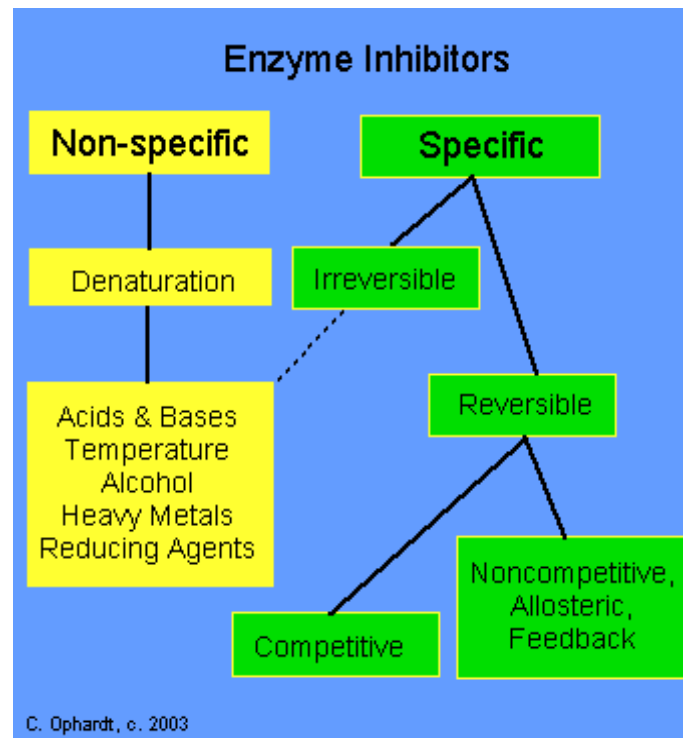 Enzyme Inhibitors
Non-specific
Specific
Denaturation
Irreversible
Reversible
Acids & Bases
Temperature
Alcohol
Heavy Metals
Reducing Agents
Competitive
Noncompetitive,
Allosteric,
Feedback
C. Ophardt, c. 2003